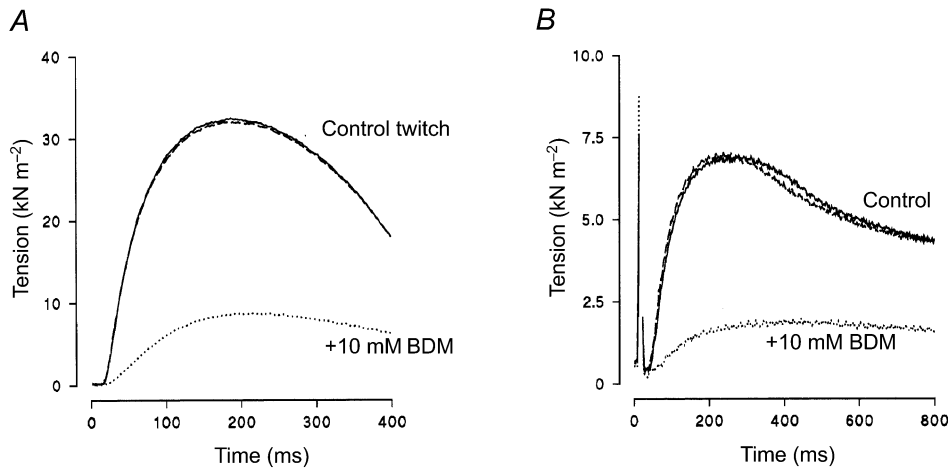 A
40
30
20
10
0
Tension (kN m–2)
Control twitch
+10 mM BDM
0 100 200 300 400
Time (ms)
B
10.0
7.5
5.0
2.5
0
Tension (kN m–2)
Control
+10 mM BDM
0 200 400 600 800
Time (ms)